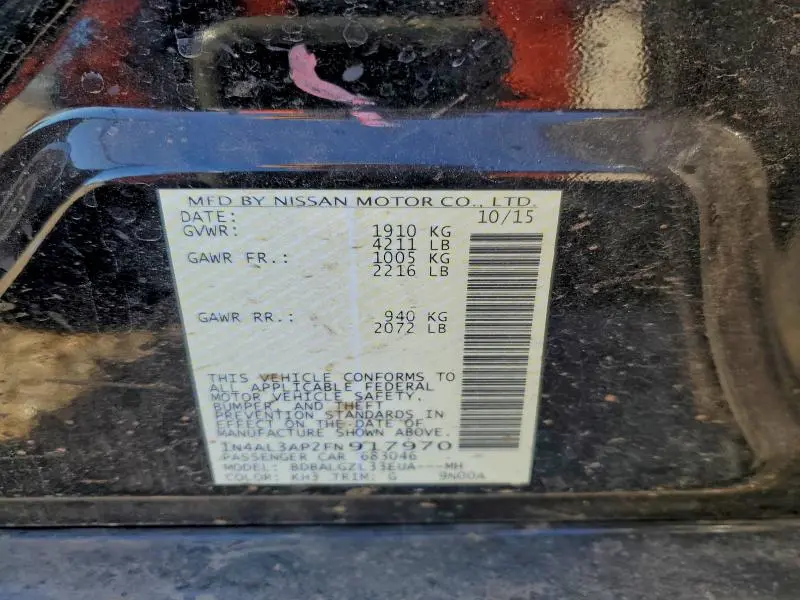 MFD BY NISSAN MOTOR CO., LTD.
DATE: 10/15
GVWR: 1910 KG
4211 LB
GAWR FR.: 1005 KG
2216 LB
GAWR RR.: 940 KG
2072 LB
THIS VEHICLE CONFORMS TO
ALL APPLICABLE FEDERAL
MOTOR VEHICLE SAFETY,
BUMPER, AND THEFT
PREVENTION STANDARDS IN
EFFECT ON THE DATE OF
MANUFACTURE SHOWN ABOVE.
1N4AL3AP2FN917970
PASSENGER CAR 683046
MODEL: BDBALGZL33EUA---MH
COLOR: KH3 TRIM: G 9N00A